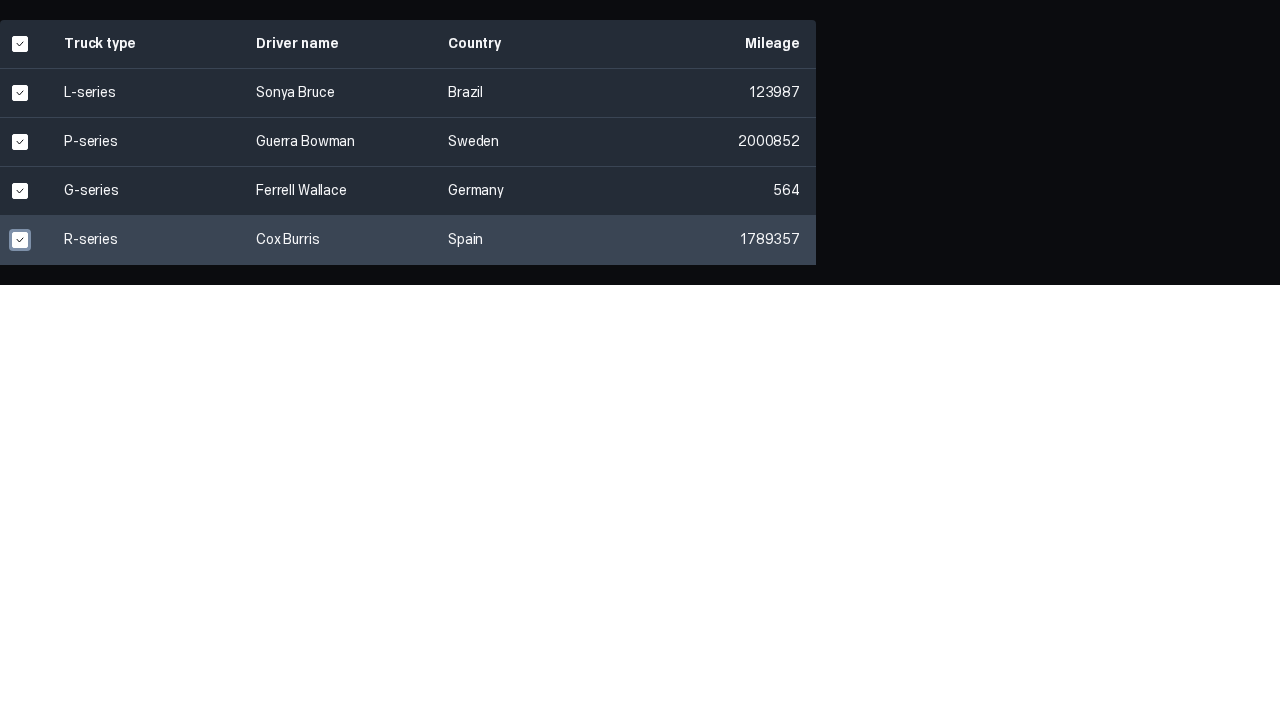 Truck type Driver name Country Mileage
L-series Sonya Bruce Brazil 123987
P-series Guerra Bowman Sweden 2000852
G-series Ferrell Wallace Germany 564
R-series Cox Burris Spain 1789357